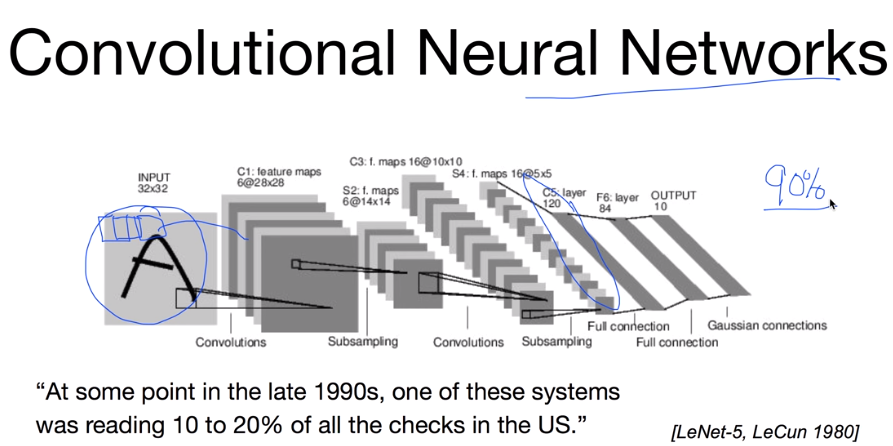 Convolutional Neural Networks
INPUT
32x32
C1: feature maps
6@28x28
S2: f. maps
6@14x14
C3: f. maps 16@10x10
S4: f. maps 16@5x5
C5: layer
120
F6: layer
84
OUTPUT
10
90%
A
Convolutions
Subsampling
Convolutions
Subsampling
Full connection
Full connection
Gaussian connections
“At some point in the late 1990s, one of these systems
was reading 10 to 20% of all the checks in the US.”
[LeNet-5, LeCun 1980]